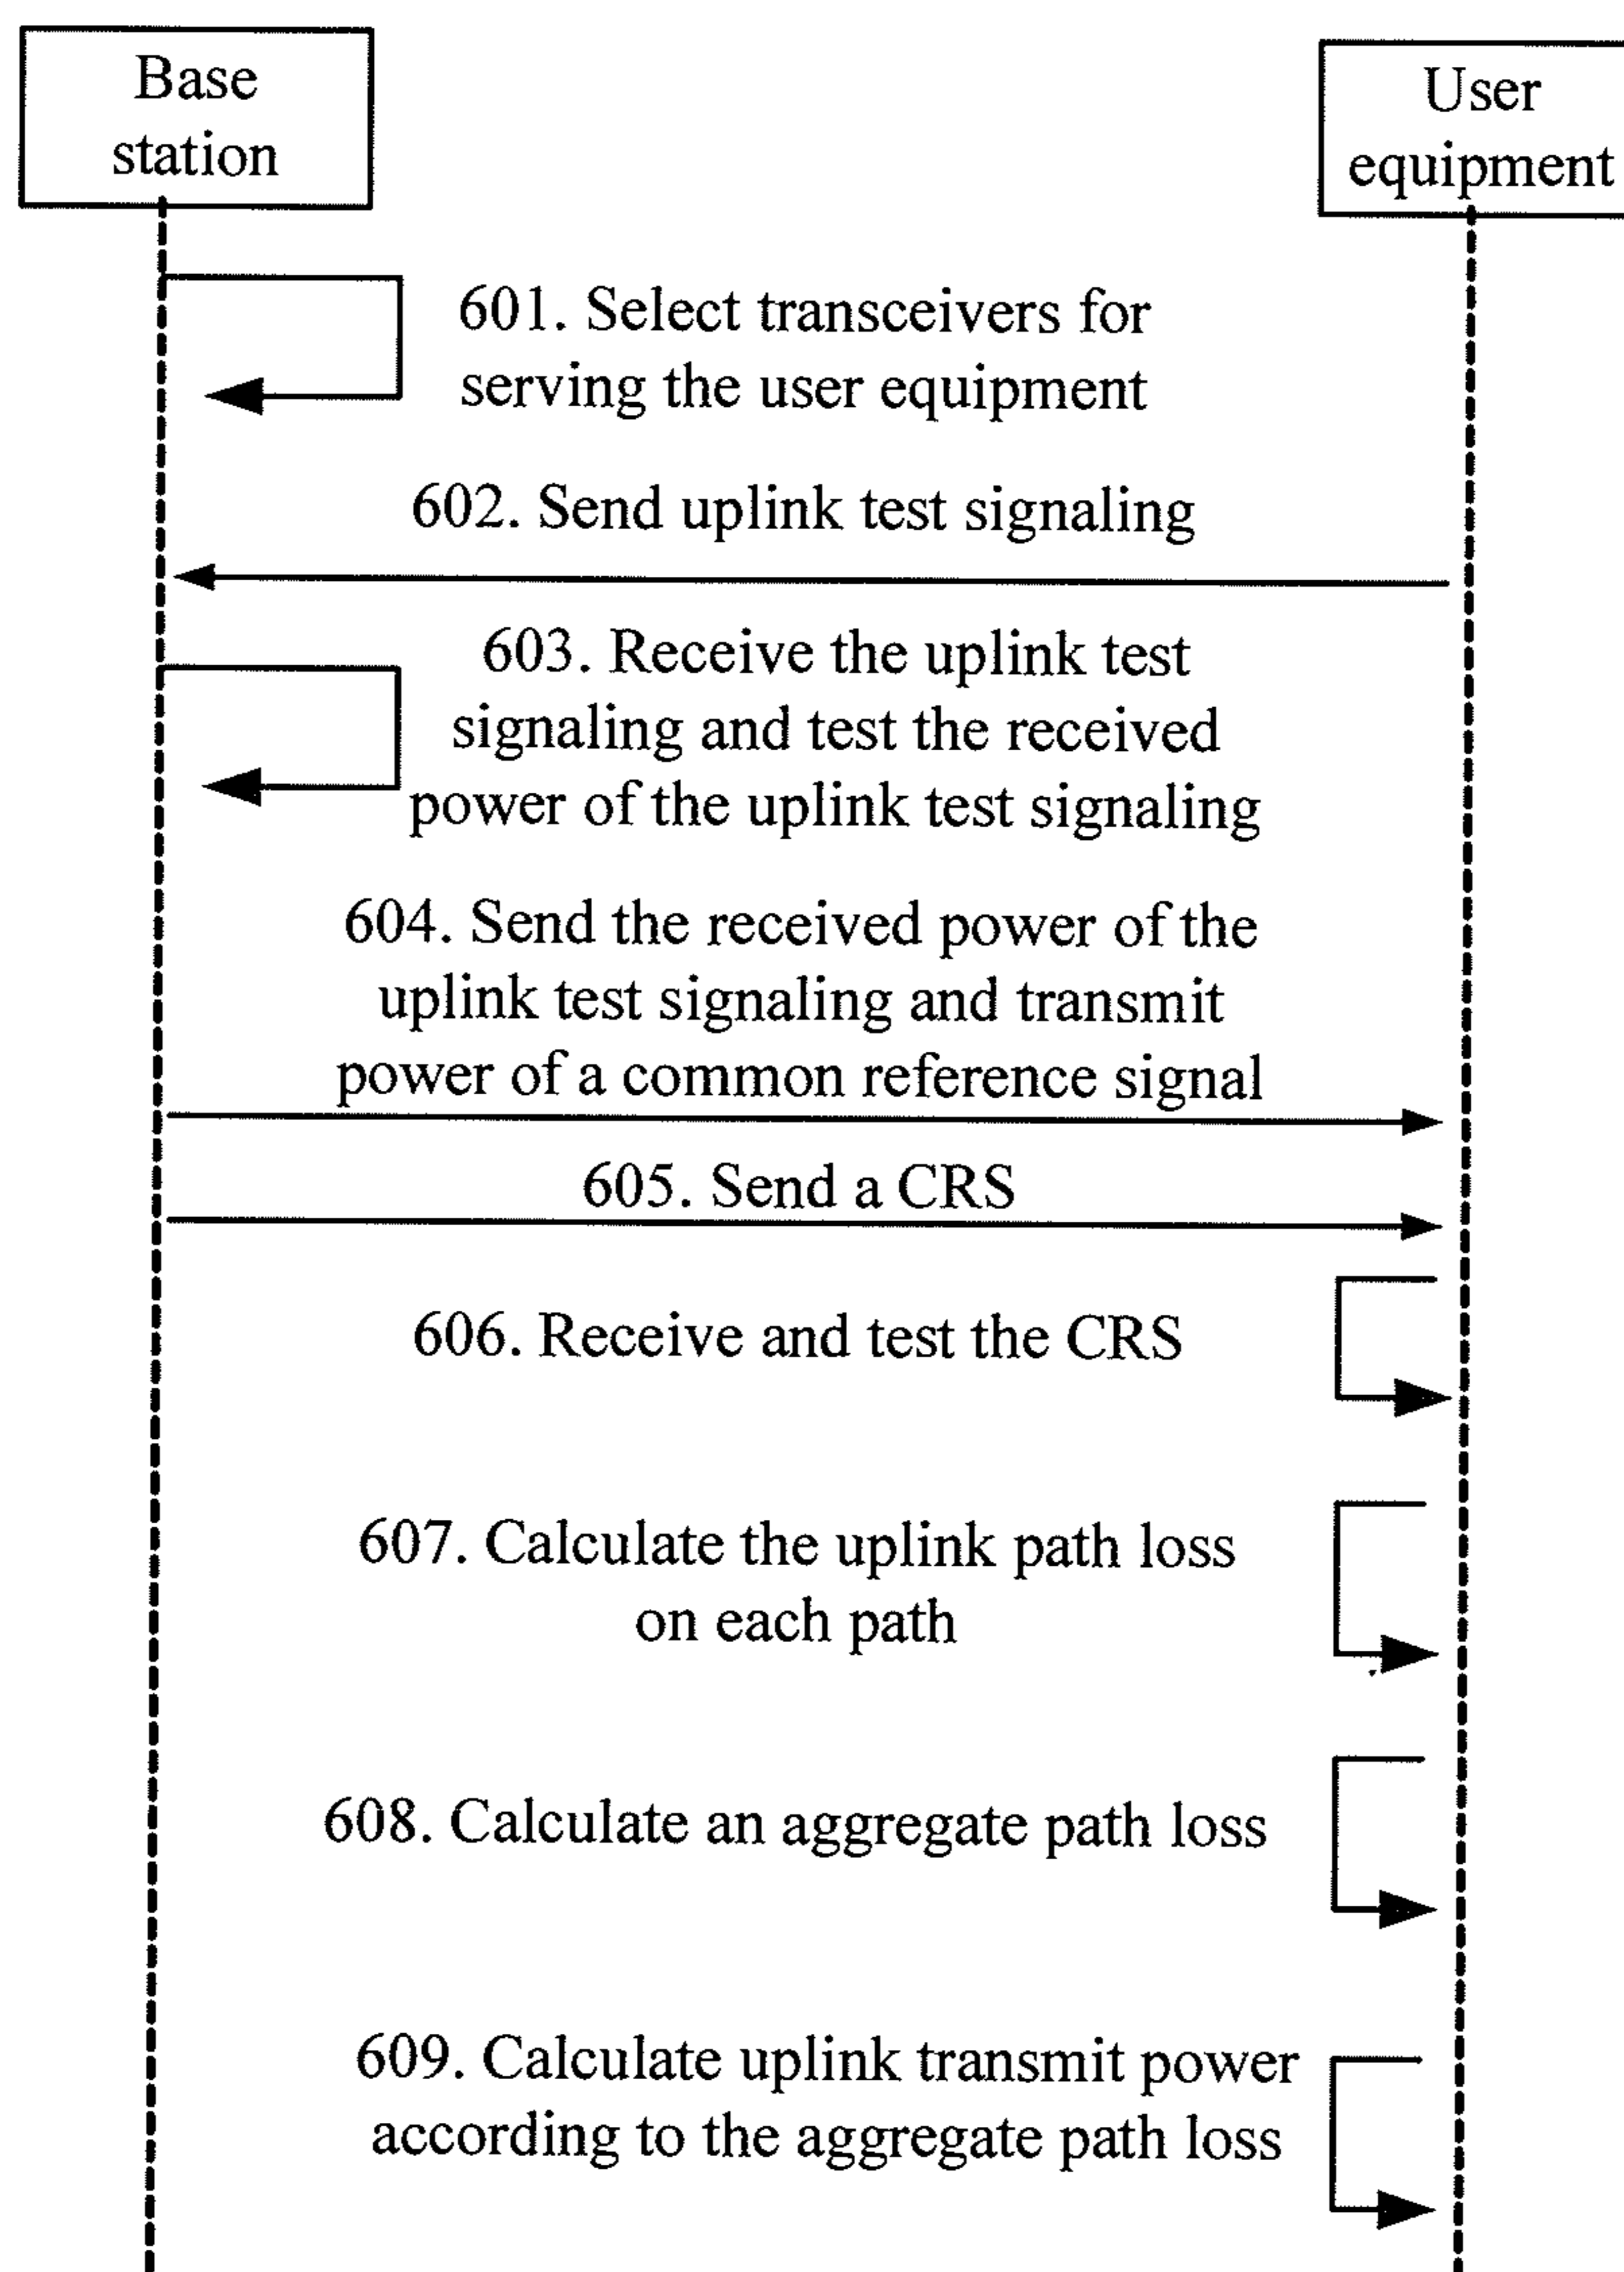 Base
station
User
equipment
601. Select transceivers for
serving the user equipment
602. Send uplink test signaling
603. Receive the uplink test
signaling and test the received
power of the uplink test signaling
604. Send the received power of the
uplink test signaling and transmit
power of a common reference signal
605. Send a CRS
606. Receive and test the CRS
607. Calculate the uplink path loss
on each path
608. Calculate an aggregate path loss
609. Calculate uplink transmit power
according to the aggregate path loss